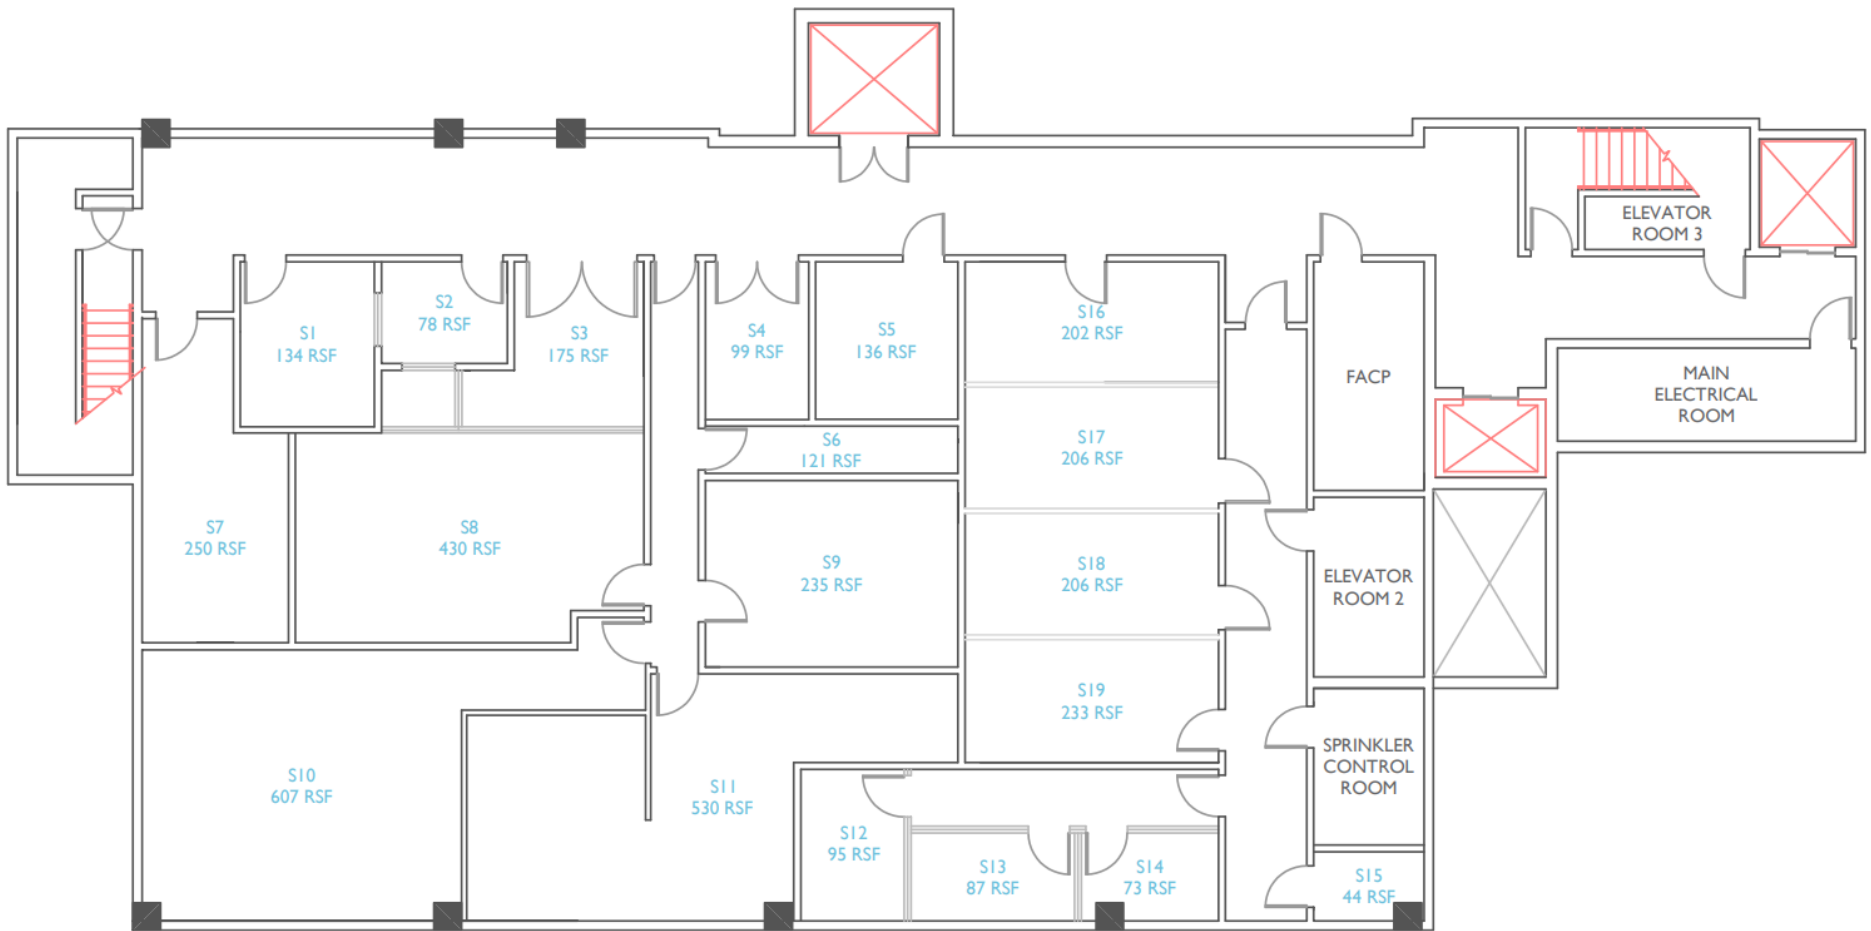 ELEVATOR
ROOM 3
S1
134 RSF
S2
78 RSF
S3
175 RSF
S4
99 RSF
S5
136 RSF
S16
202 RSF
FACP
MAIN
ELECTRICAL
ROOM
S6
121 RSF
S17
206 RSF
S7
250 RSF
S8
430 RSF
S9
235 RSF
S18
206 RSF
ELEVATOR
ROOM 2
S19
233 RSF
S10
607 RSF
S11
530 RSF
SPRINKLER
CONTROL
ROOM
S12
95 RSF
S13
87 RSF
S14
73 RSF
S15
44 RSF